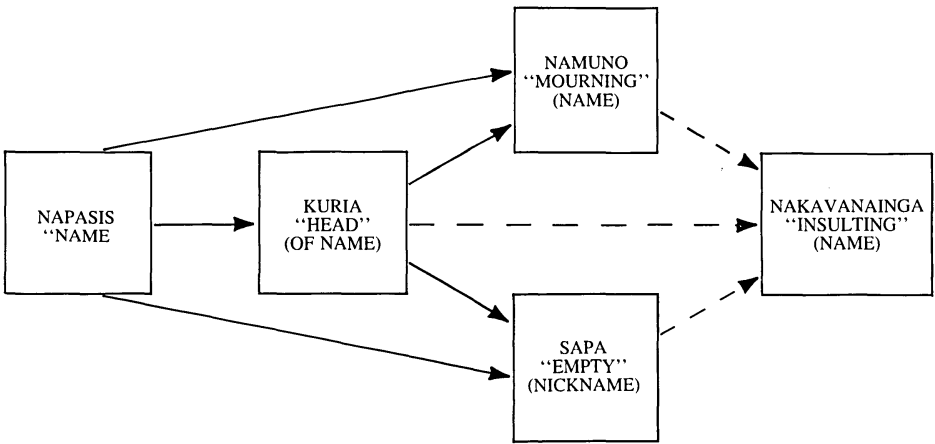 NAMUNO
‘‘MOURNING’’
(NAME)
NAPASIS
‘‘NAME
KURIA
‘‘HEAD’’
(OF NAME)
NAKAVANAINGA
‘‘INSULTING’’
(NAME)
SAPA
‘‘EMPTY’’
(NICKNAME)